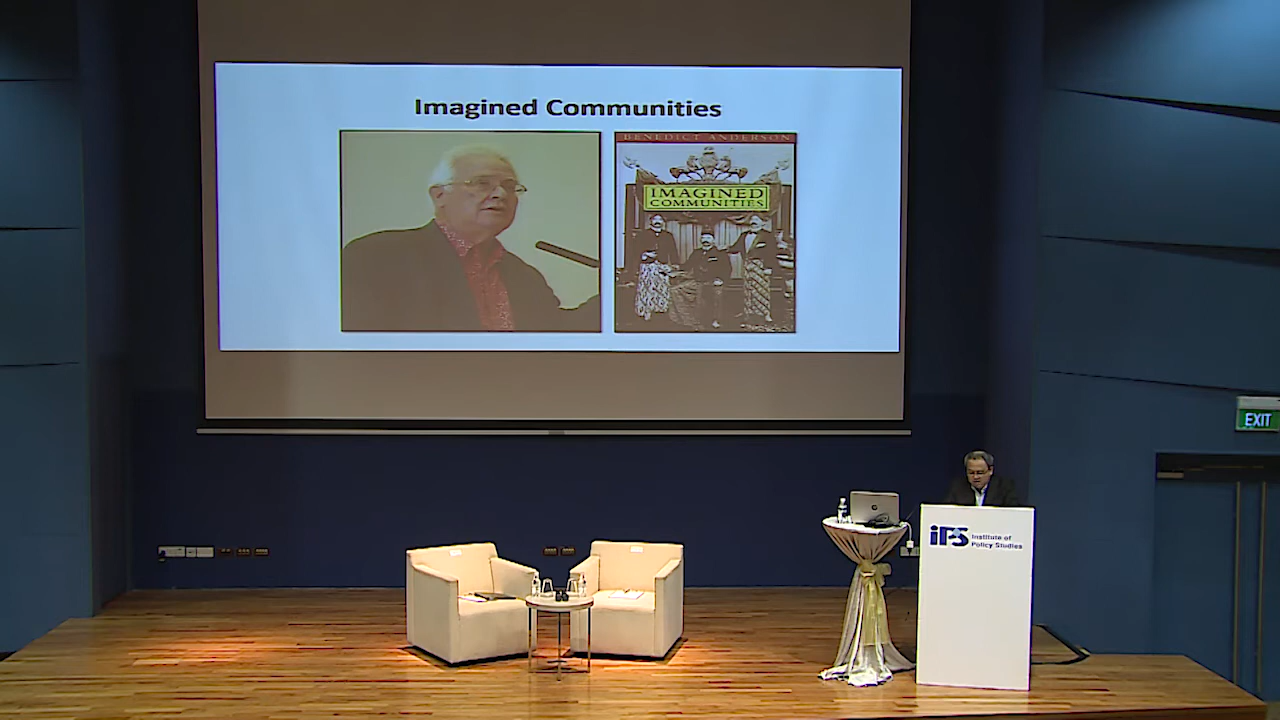 Imagined Communities
BENEDICT ANDERSON
IMAGINED
COMMUNITIES
EXIT
iPS Institute of
Policy Studies